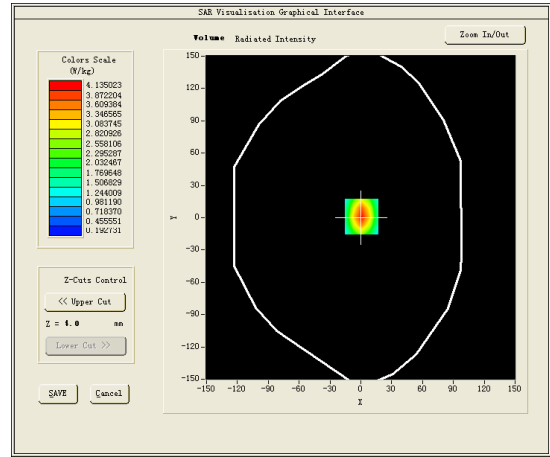 SAR Visualisation Graphical Interface
Volume Radiated Intensity
Zoom In/Out
Colors Scale
(W/kg)
4.135023
3.872204
3.609384
3.346565
3.083745
2.820926
2.558106
2.295287
2.032467
1.769648
1.506829
1.244009
0.981190
0.718370
0.455551
0.192731
Z-Cuts Control
<< Upper Cut
Z = 4.0 mm
Lower Cut >>
SAVE Cancel
150
120
90
60
30
0
-30
-60
-90
-120
-150
Y
-150 -120 -90 -60 -30 0 30 60 90 120 150
X